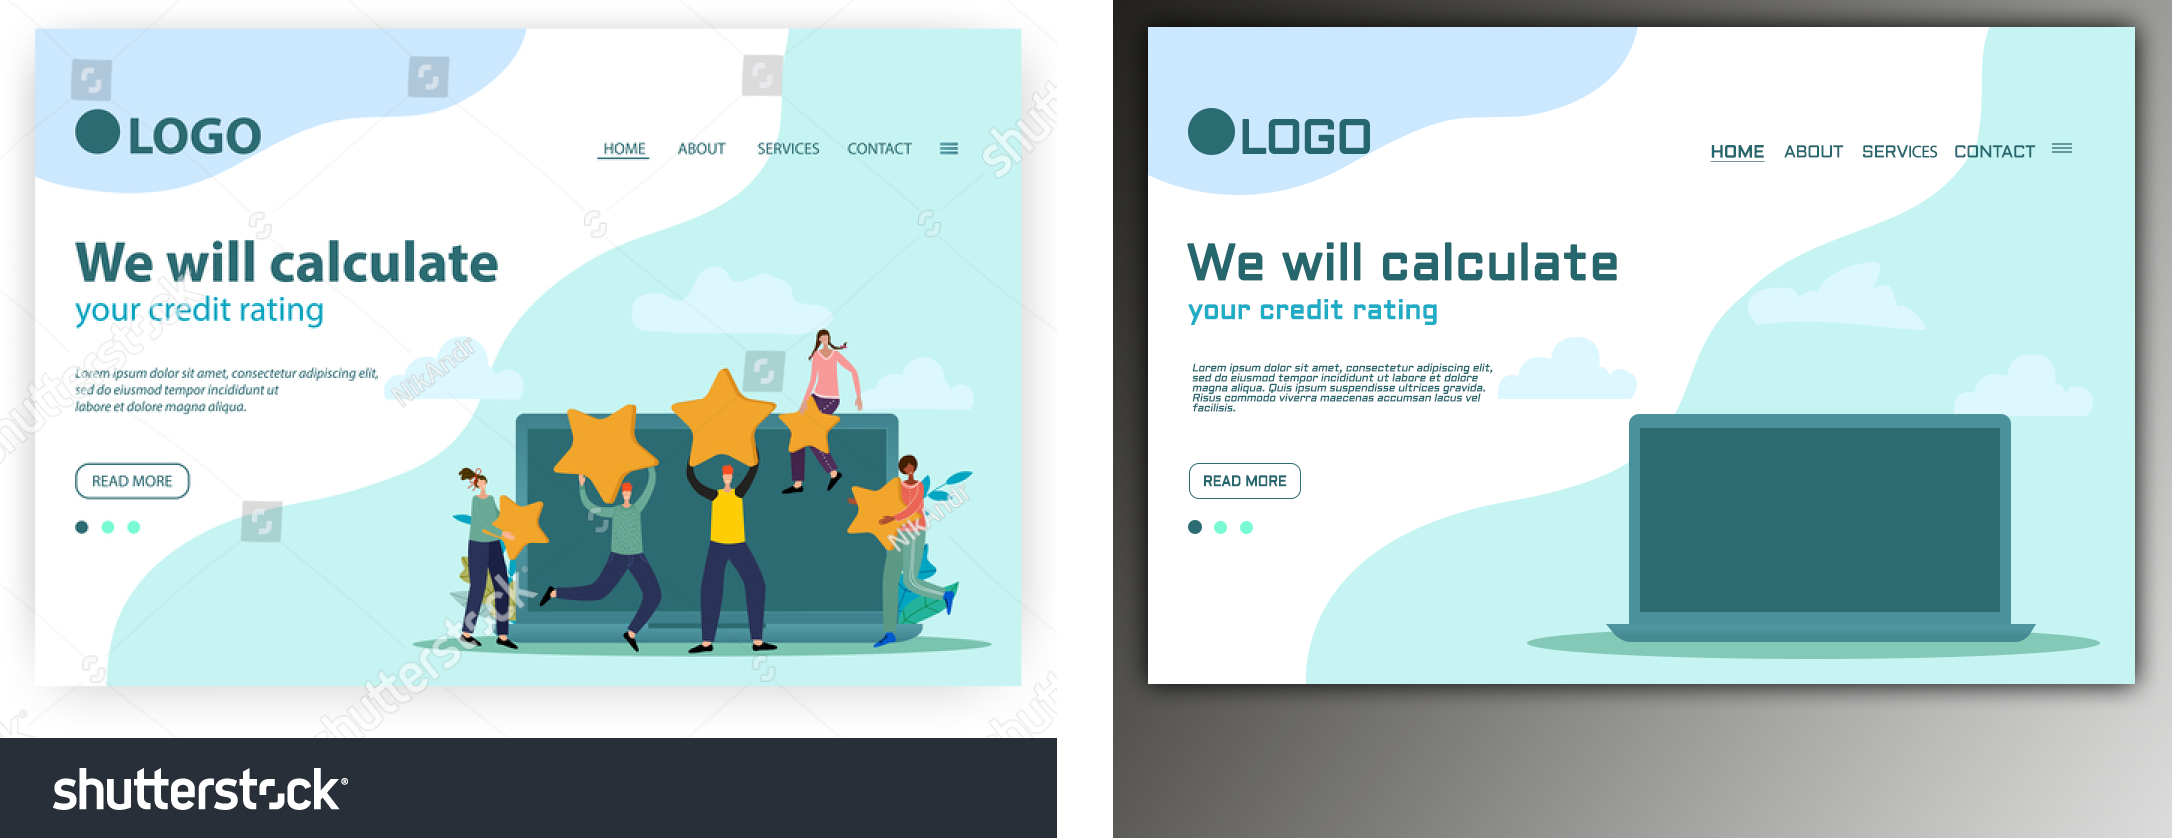 LOGO
HOME ABOUT SERVICES CONTACT
We will calculate
your credit rating
Lorem ipsum dolor sit amet, consectetur adipiscing elit,
sed do eiusmod tempor incididunt ut
labore et dolore magna aliqua.
READ MORE
NikAndr
NikAndr
shutterstock
shutterstock
shutt
shutt
shutterstock®
LOGO
HOME ABOUT SERVICES CONTACT
We will calculate
your credit rating
Lorem ipsum dolor sit amet, consectetur adipiscing elit,
sed do eiusmod tempor incididunt ut labore et dolore
magna aliqua. Quis ipsum suspendisse ultrices gravida.
Risus commodo viverra maecenas accumsan lacus vel
facilisis.
READ MORE